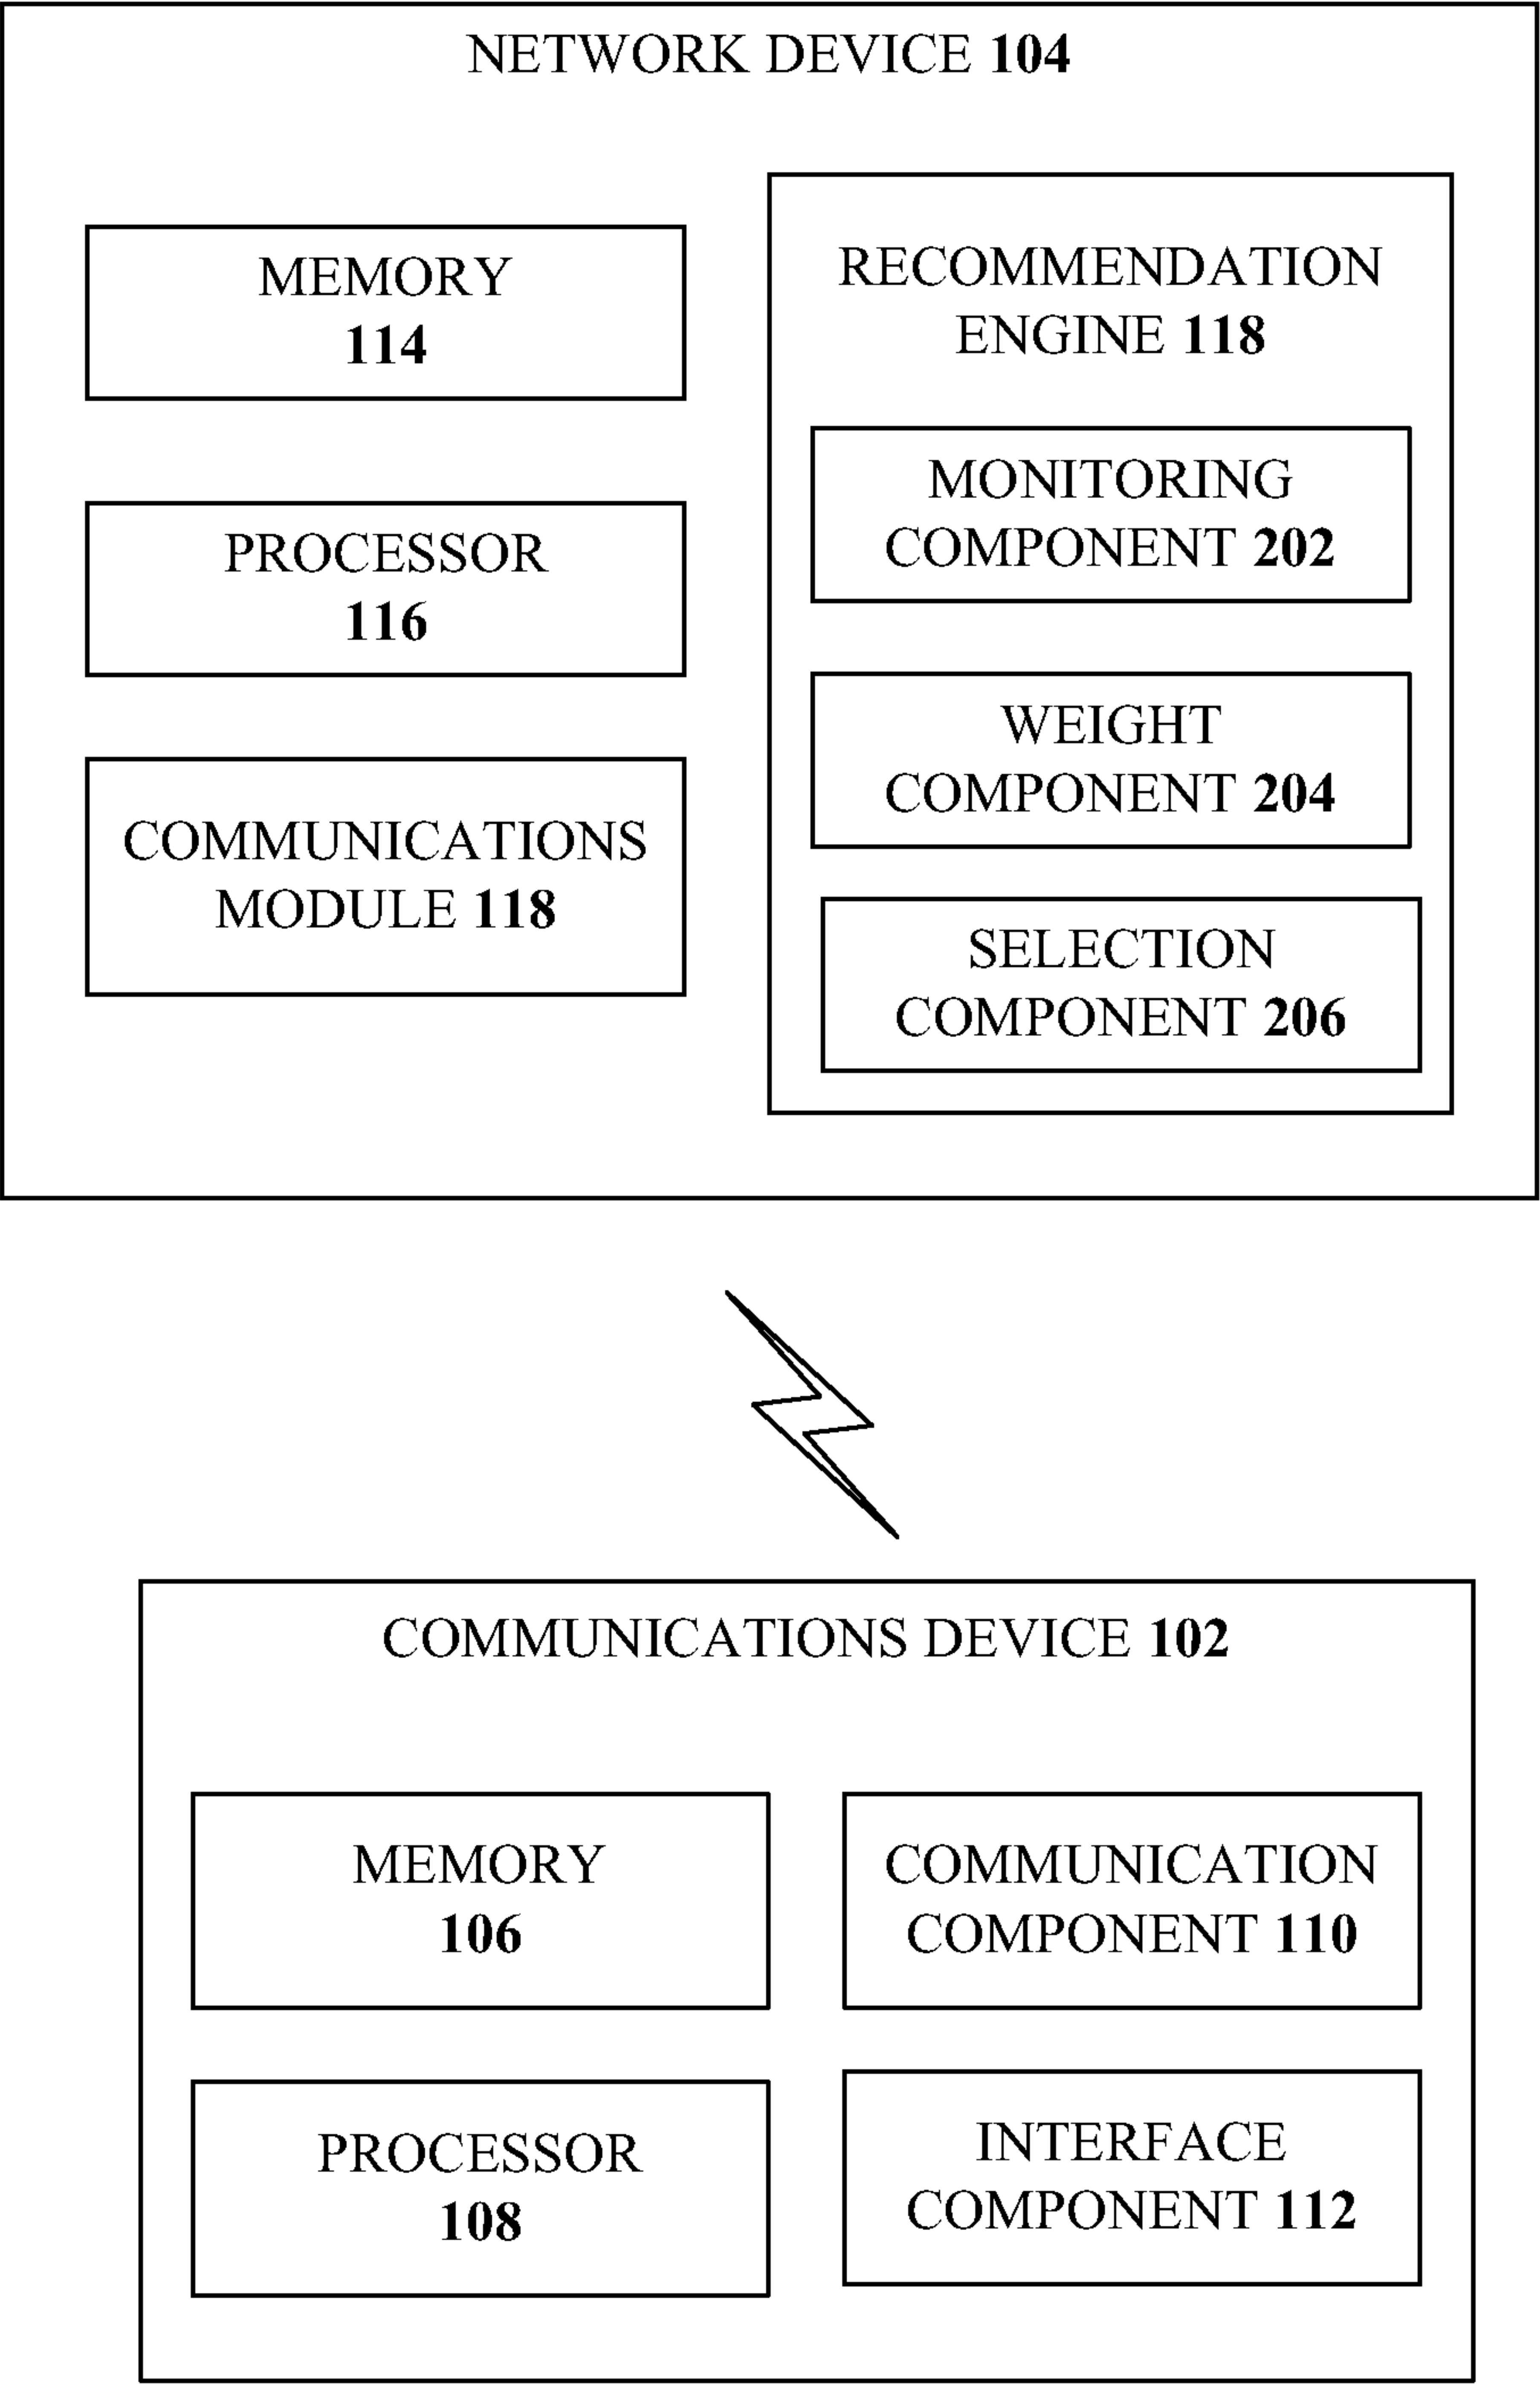 NETWORK DEVICE 104
MEMORY
114
PROCESSOR
116
COMMUNICATIONS
MODULE 118
RECOMMENDATION
ENGINE 118
MONITORING
COMPONENT 202
WEIGHT
COMPONENT 204
SELECTION
COMPONENT 206
COMMUNICATIONS DEVICE 102
MEMORY
106
PROCESSOR
108
COMMUNICATION
COMPONENT 110
INTERFACE
COMPONENT 112